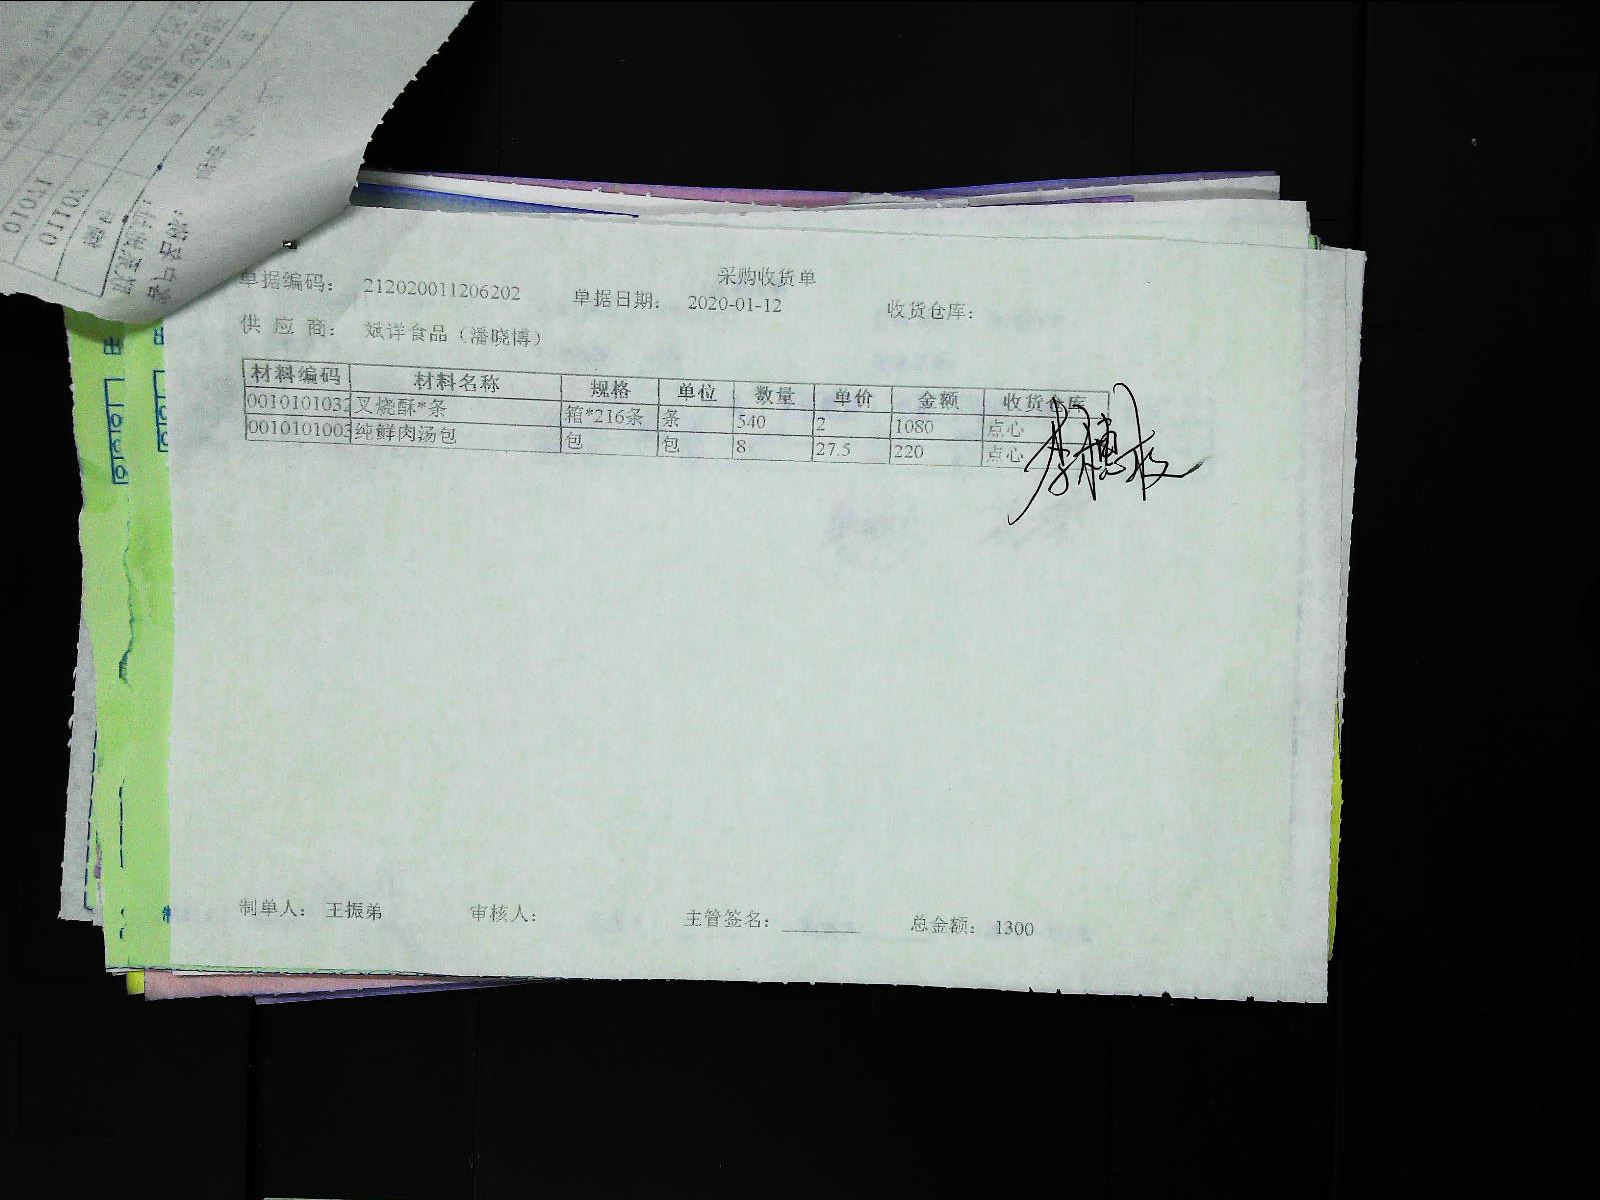 采购收货单
单据编码: 212020011206202 单据日期: 2020-01-12 收货仓库:
供 应 商: 斌详食品（潘晓博）
材料编码 材料名称 规格 单位 数量 单价 金额 收货仓库
0010101032 叉烧酥*条 箱*216条 条 540 2 1080 点心
0010101003 纯鲜肉汤包 包 包 8 27.5 220 点心
制单人: 王振弟 审核人: 主管签名: 总金额: 1300